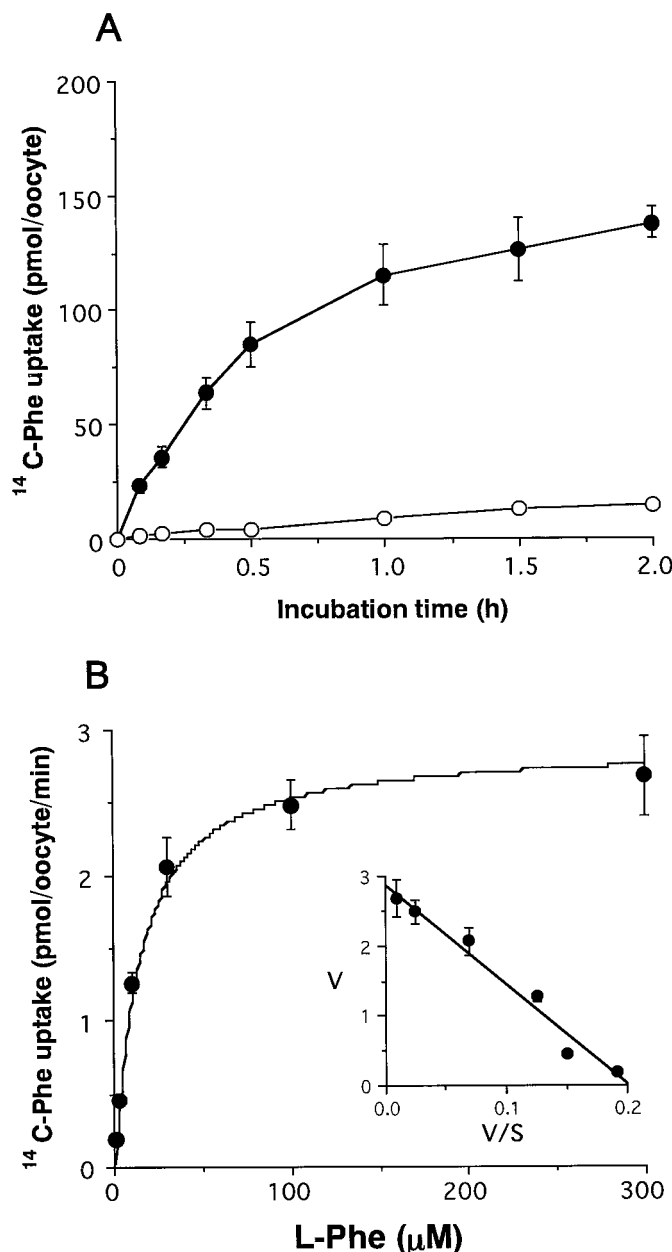 A
200
150
100
50
0
¹⁴C-Phe uptake (pmol/oocyte)
0 0.5 1.0 1.5 2.0
Incubation time (h)
B
3
2
1
0
¹⁴C-Phe uptake (pmol/oocyte/min)
3
2
1
0
V
0.0 0.1 0.2
V/S
0 100 200 300
L-Phe (μM)